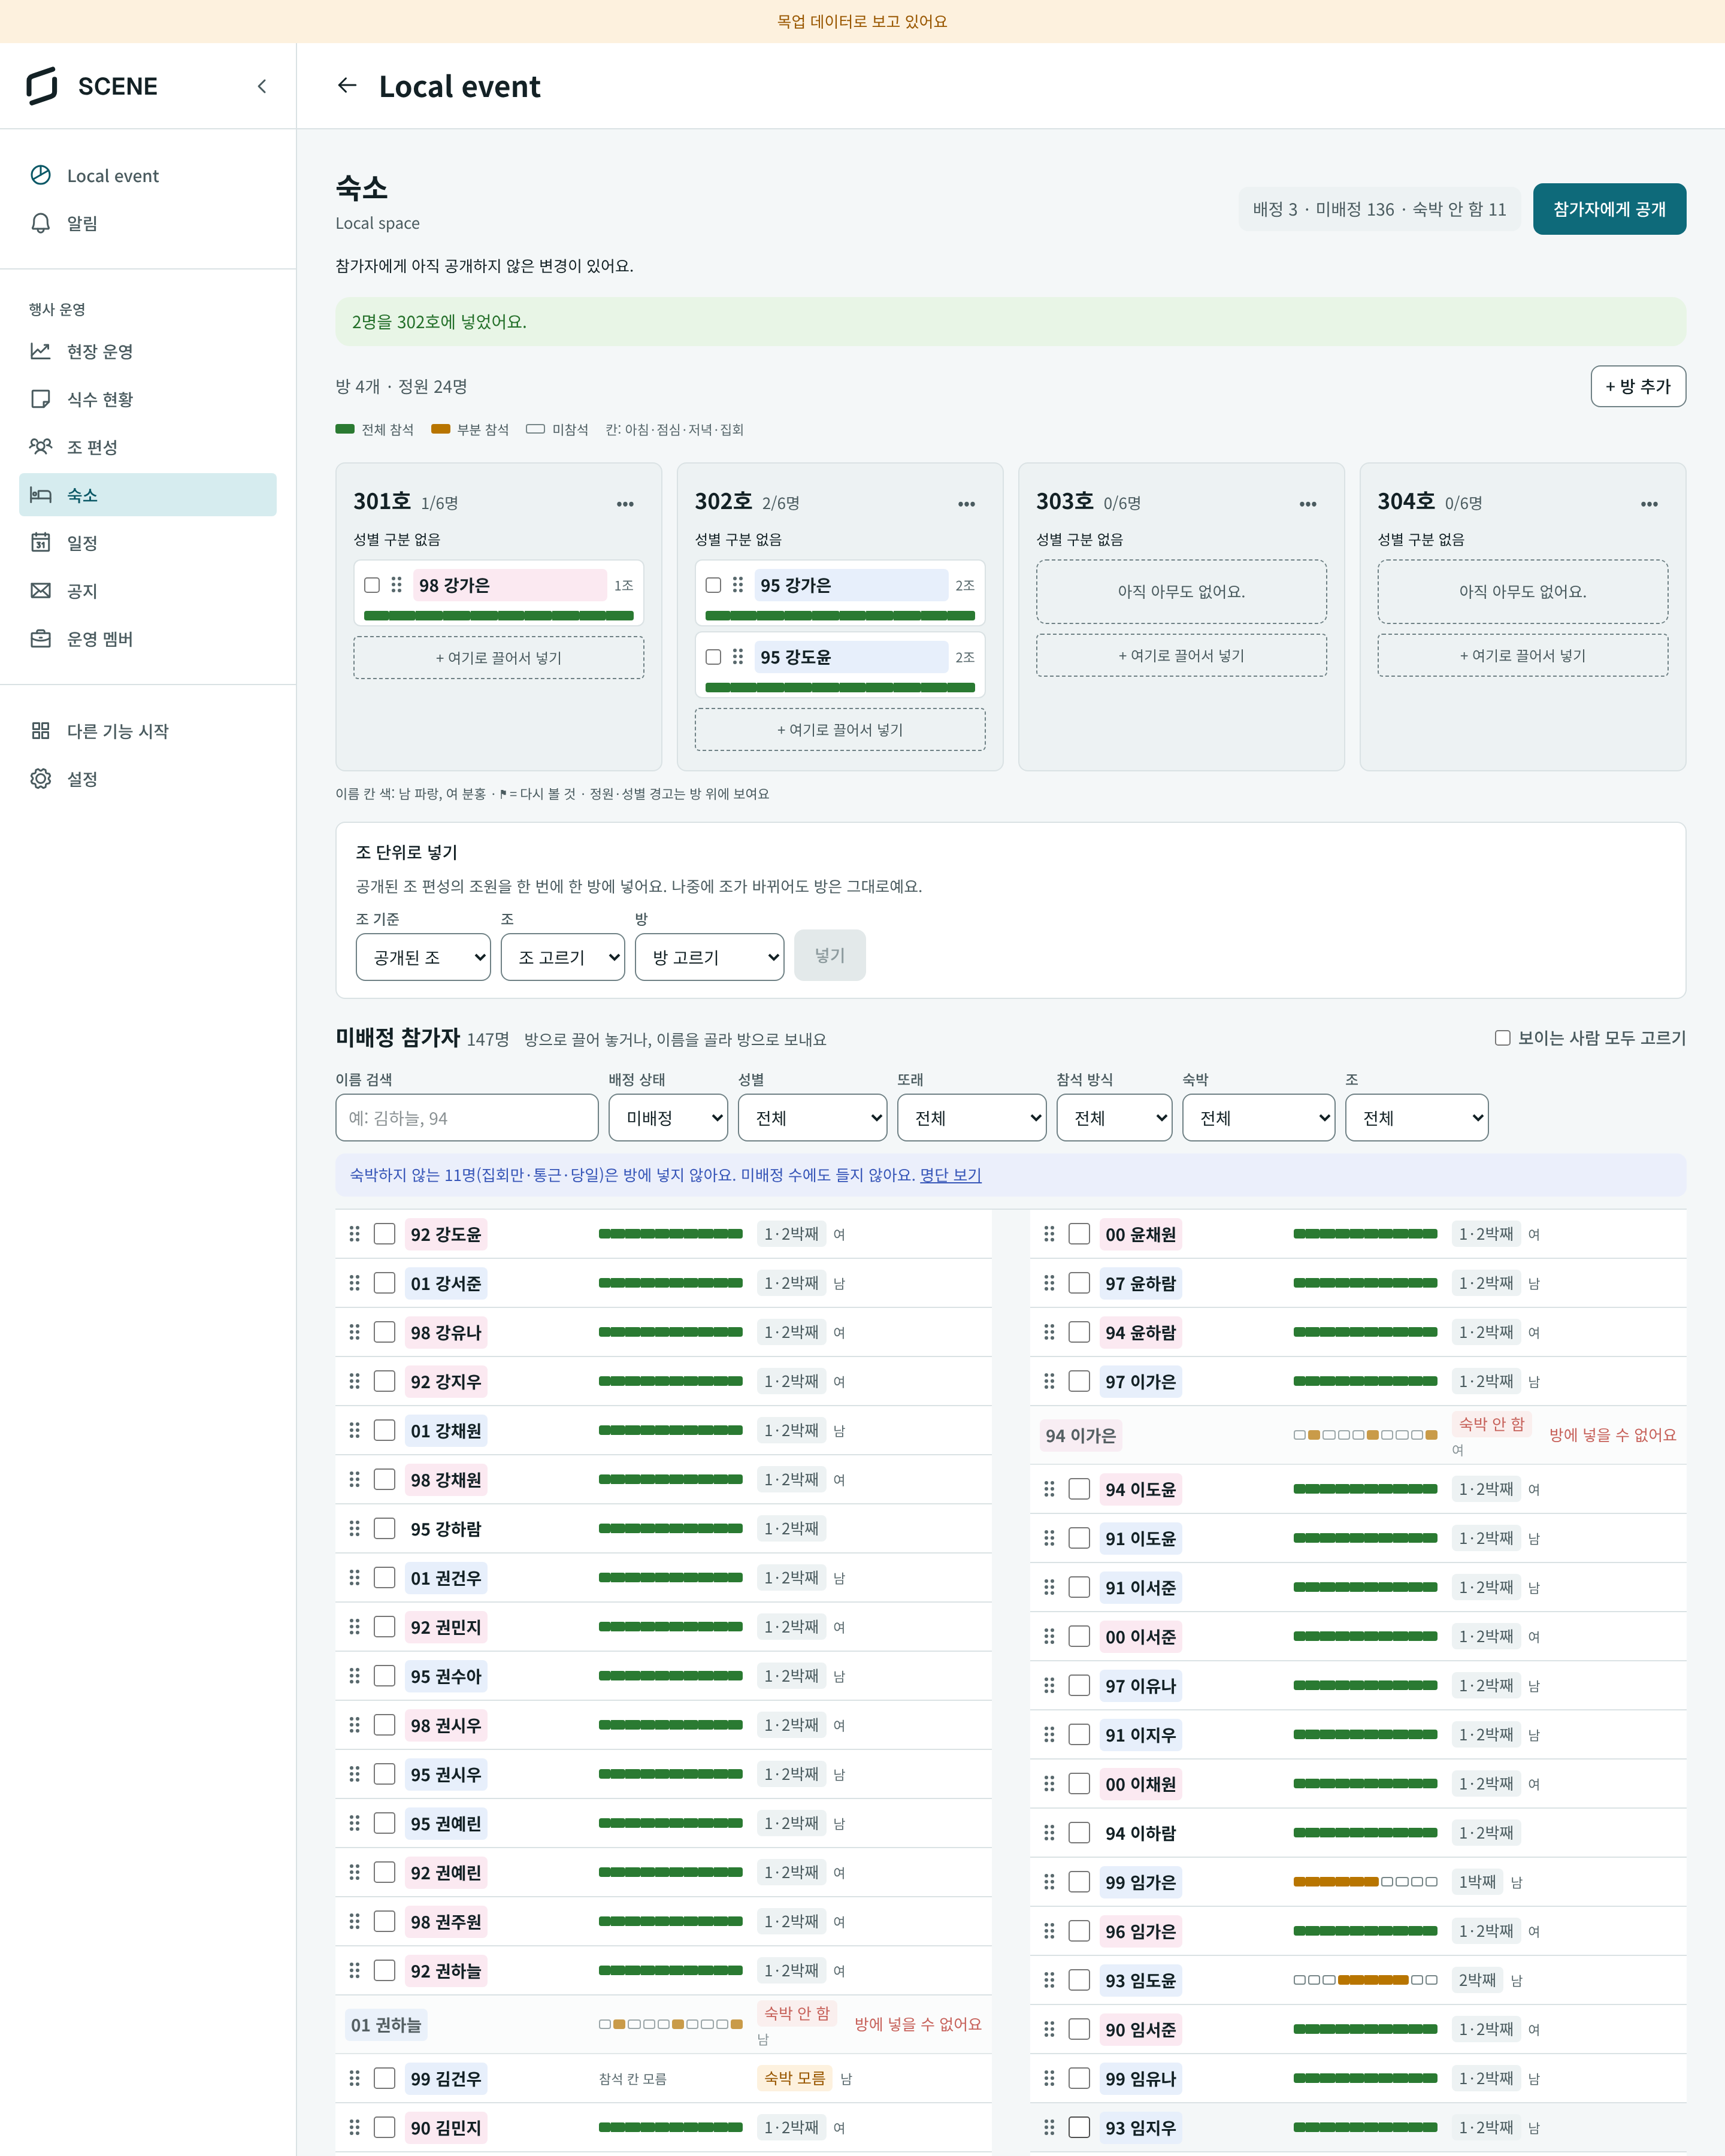 목업 데이터로 보고 있어요
SCENE
Local event
알림
행사 운영
현장 운영
식수 현황
조 편성
숙소
일정
31
공지
운영 멤버
다른 기능 시작
설정
Local event
숙소
Local space
배정 3 · 미배정 136 · 숙박 안 함 11
참가자에게 공개
참가자에게 아직 공개하지 않은 변경이 있어요.
2명을 302호에 넣었어요.
방 4개 · 정원 24명
+ 방 추가
전체 참석 부분 참석 미참석 칸: 아침·점심·저녁·집회
301호 1/6명
성별 구분 없음
98 강가은 1조
+ 여기로 끌어서 넣기
302호 2/6명
성별 구분 없음
95 강가은 2조
95 강도윤 2조
+ 여기로 끌어서 넣기
303호 0/6명
성별 구분 없음
아직 아무도 없어요.
+ 여기로 끌어서 넣기
304호 0/6명
성별 구분 없음
아직 아무도 없어요.
+ 여기로 끌어서 넣기
이름 칸 색: 남 파랑, 여 분홍 · ⚑ = 다시 볼 것 · 정원·성별 경고는 방 위에 보여요
조 단위로 넣기
공개된 조 편성의 조원을 한 번에 한 방에 넣어요. 나중에 조가 바뀌어도 방은 그대로예요.
조 기준 조 방
공개된 조 조 고르기 방 고르기 넣기
미배정 참가자 147명 방으로 끌어 놓거나, 이름을 골라 방으로 보내요
보이는 사람 모두 고르기
이름 검색 배정 상태 성별 또래 참석 방식 숙박 조
예: 김하늘, 94 미배정 전체 전체 전체 전체 전체
숙박하지 않는 11명(집회만·통근·당일)은 방에 넣지 않아요. 미배정 수에도 들지 않아요. 명단 보기
92 강도윤 1·2박째 여
01 강서준 1·2박째 남
98 강유나 1·2박째 여
92 강지우 1·2박째 여
01 강채원 1·2박째 남
98 강채원 1·2박째 여
95 강하람 1·2박째
01 권건우 1·2박째 남
92 권민지 1·2박째 여
95 권수아 1·2박째 남
98 권시우 1·2박째 여
95 권시우 1·2박째 남
95 권예린 1·2박째 남
92 권예린 1·2박째 여
98 권주원 1·2박째 여
92 권하늘 1·2박째 여
01 권하늘 숙박 안 함 남 방에 넣을 수 없어요
99 김건우 참석 칸 모름 숙박 모름 남
90 김민지 1·2박째 여
00 윤채원 1·2박째 여
97 윤하람 1·2박째 남
94 윤하람 1·2박째 여
97 이가은 1·2박째 남
94 이가은 숙박 안 함 여 방에 넣을 수 없어요
94 이도윤 1·2박째 여
91 이도윤 1·2박째 남
91 이서준 1·2박째 남
00 이서준 1·2박째 여
97 이유나 1·2박째 남
91 이지우 1·2박째 남
00 이채원 1·2박째 여
94 이하람 1·2박째
99 임가은 1박째 남
96 임가은 1·2박째 여
93 임도윤 2박째 남
90 임서준 1·2박째 여
99 임유나 1·2박째 남
93 임지우 1·2박째 남